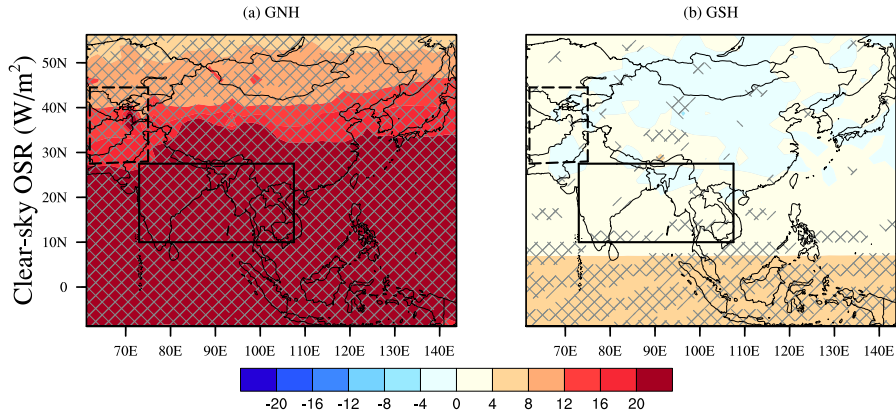 (a) GNH
(b) GSH
Clear-sky OSR (W/m²)
50N
40N
30N
20N
10N
0
70E 80E 90E 100E 110E 120E 130E 140E
70E 80E 90E 100E 110E 120E 130E 140E
-20 -16 -12 -8 -4 0 4 8 12 16 20